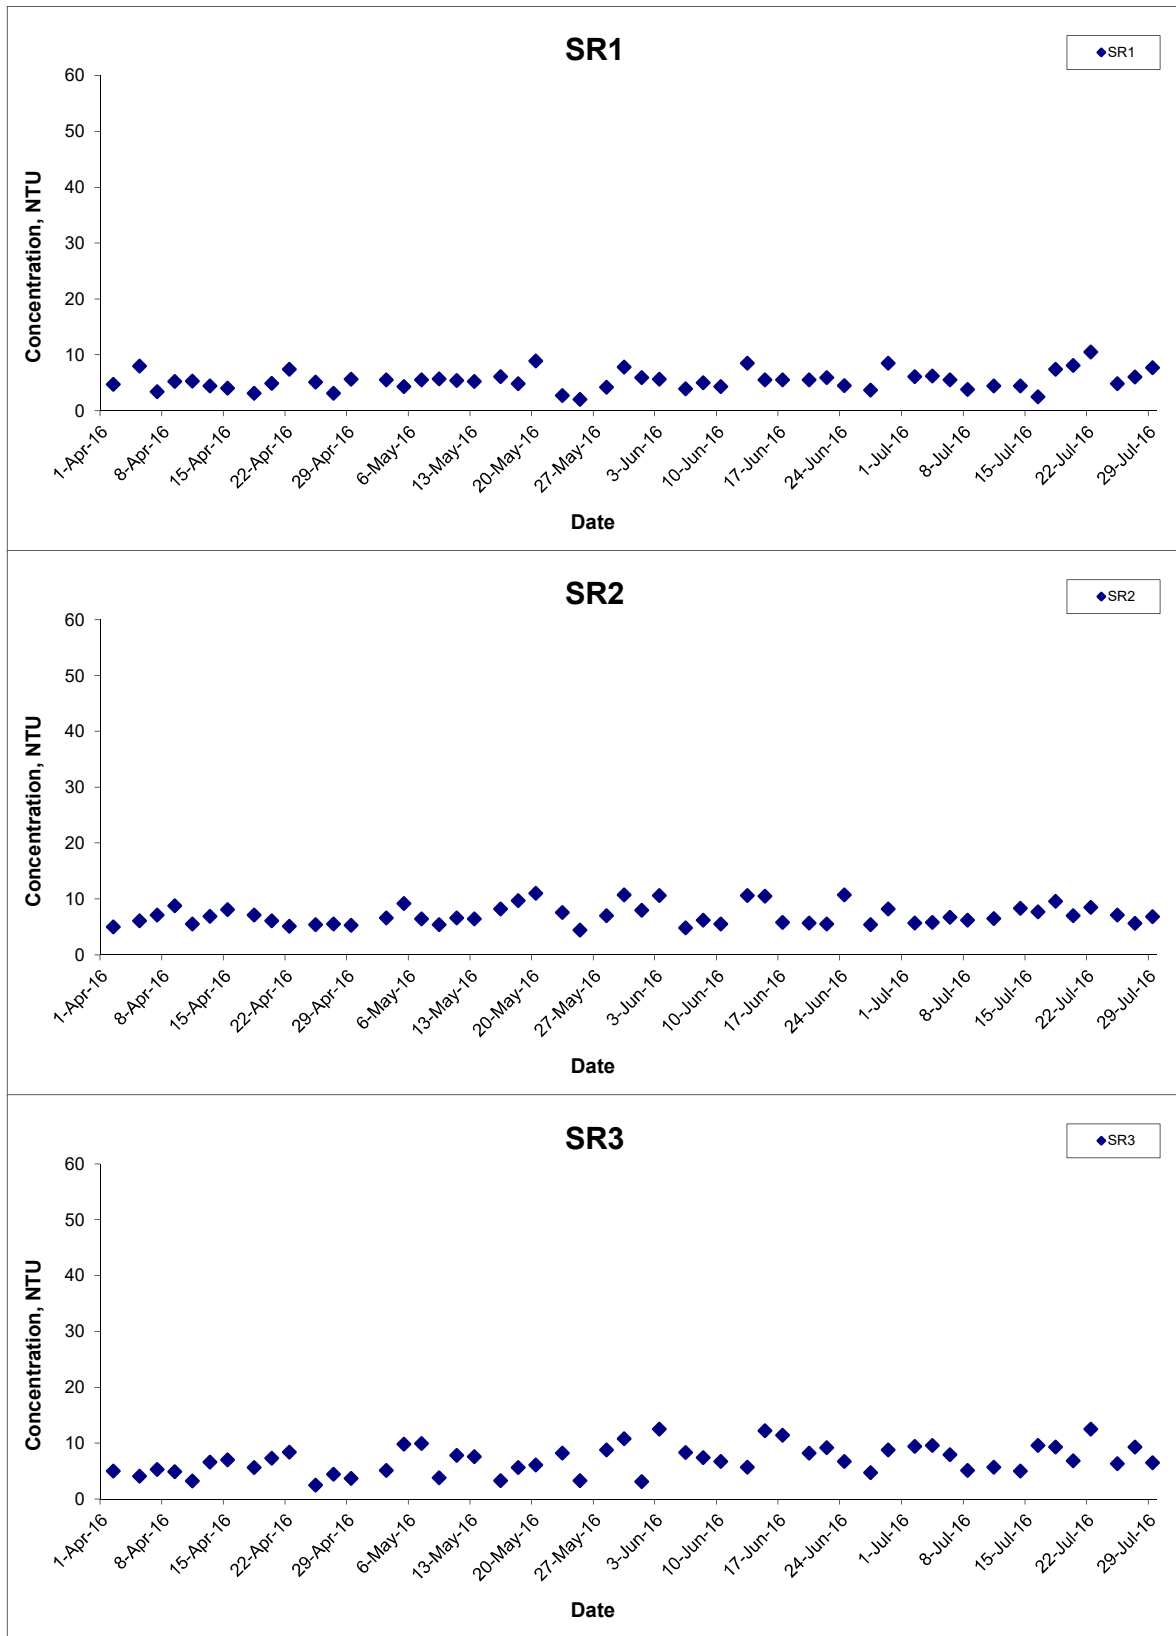 SR1
SR1
60
50
40
30
20
10
0
Concentration, NTU
1-Apr-16 8-Apr-16 15-Apr-16 22-Apr-16 29-Apr-16 6-May-16 13-May-16 20-May-16 27-May-16 3-Jun-16 10-Jun-16 17-Jun-16 24-Jun-16 1-Jul-16 8-Jul-16 15-Jul-16 22-Jul-16 29-Jul-16
Date
SR2
SR2
60
50
40
30
20
10
0
Concentration, NTU
1-Apr-16 8-Apr-16 15-Apr-16 22-Apr-16 29-Apr-16 6-May-16 13-May-16 20-May-16 27-May-16 3-Jun-16 10-Jun-16 17-Jun-16 24-Jun-16 1-Jul-16 8-Jul-16 15-Jul-16 22-Jul-16 29-Jul-16
Date
SR3
SR3
60
50
40
30
20
10
0
Concentration, NTU
1-Apr-16 8-Apr-16 15-Apr-16 22-Apr-16 29-Apr-16 6-May-16 13-May-16 20-May-16 27-May-16 3-Jun-16 10-Jun-16 17-Jun-16 24-Jun-16 1-Jul-16 8-Jul-16 15-Jul-16 22-Jul-16 29-Jul-16
Date